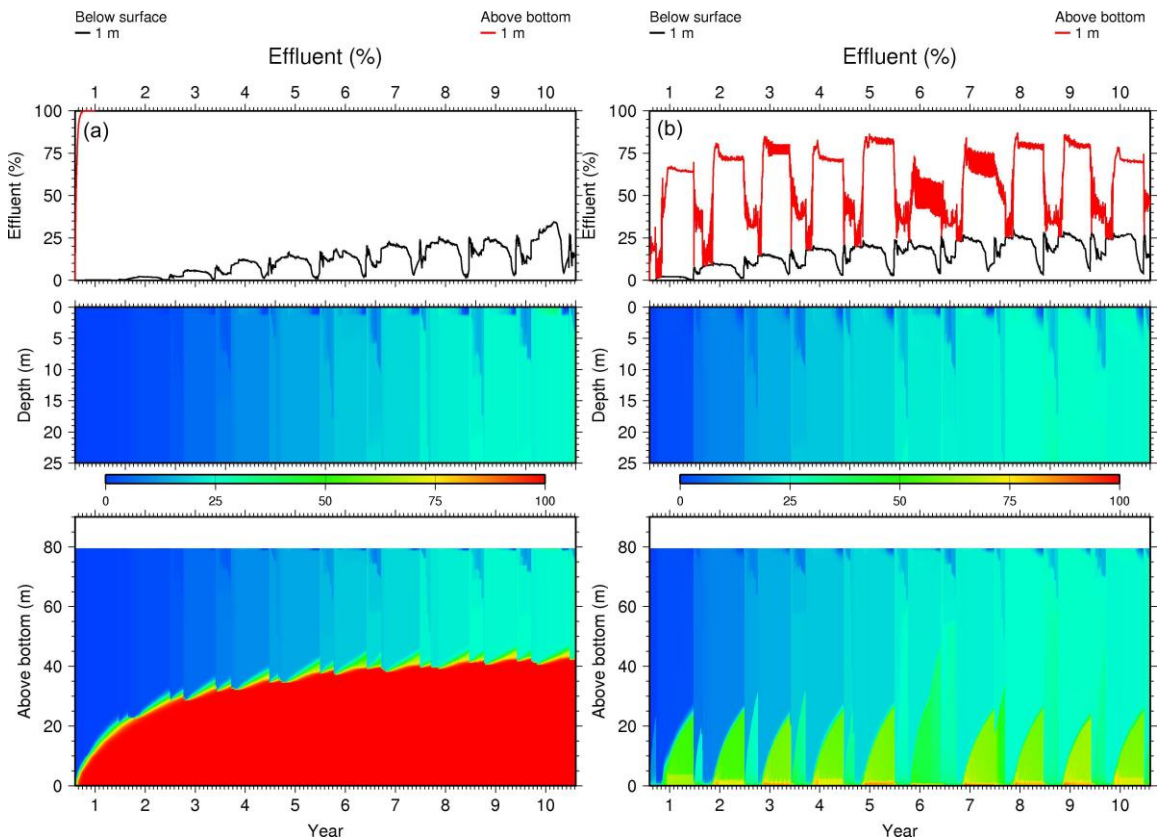 Below surface Above bottom Below surface Above bottom
1 m 1 m 1 m 1 m
Effluent (%) Effluent (%)
1 2 3 4 5 6 7 8 9 10 1 2 3 4 5 6 7 8 9 10
(a) (b)
Effluent (%) Effluent (%)
100 75 50 25 0 100 75 50 25 0
Depth (m) Depth (m)
0 5 10 15 20 25 0 5 10 15 20 25
0 25 50 75 100 0 25 50 75 100
Above bottom (m) Above bottom (m)
80 60 40 20 0 80 60 40 20 0
1 2 3 4 5 6 7 8 9 10 1 2 3 4 5 6 7 8 9 10
Year Year